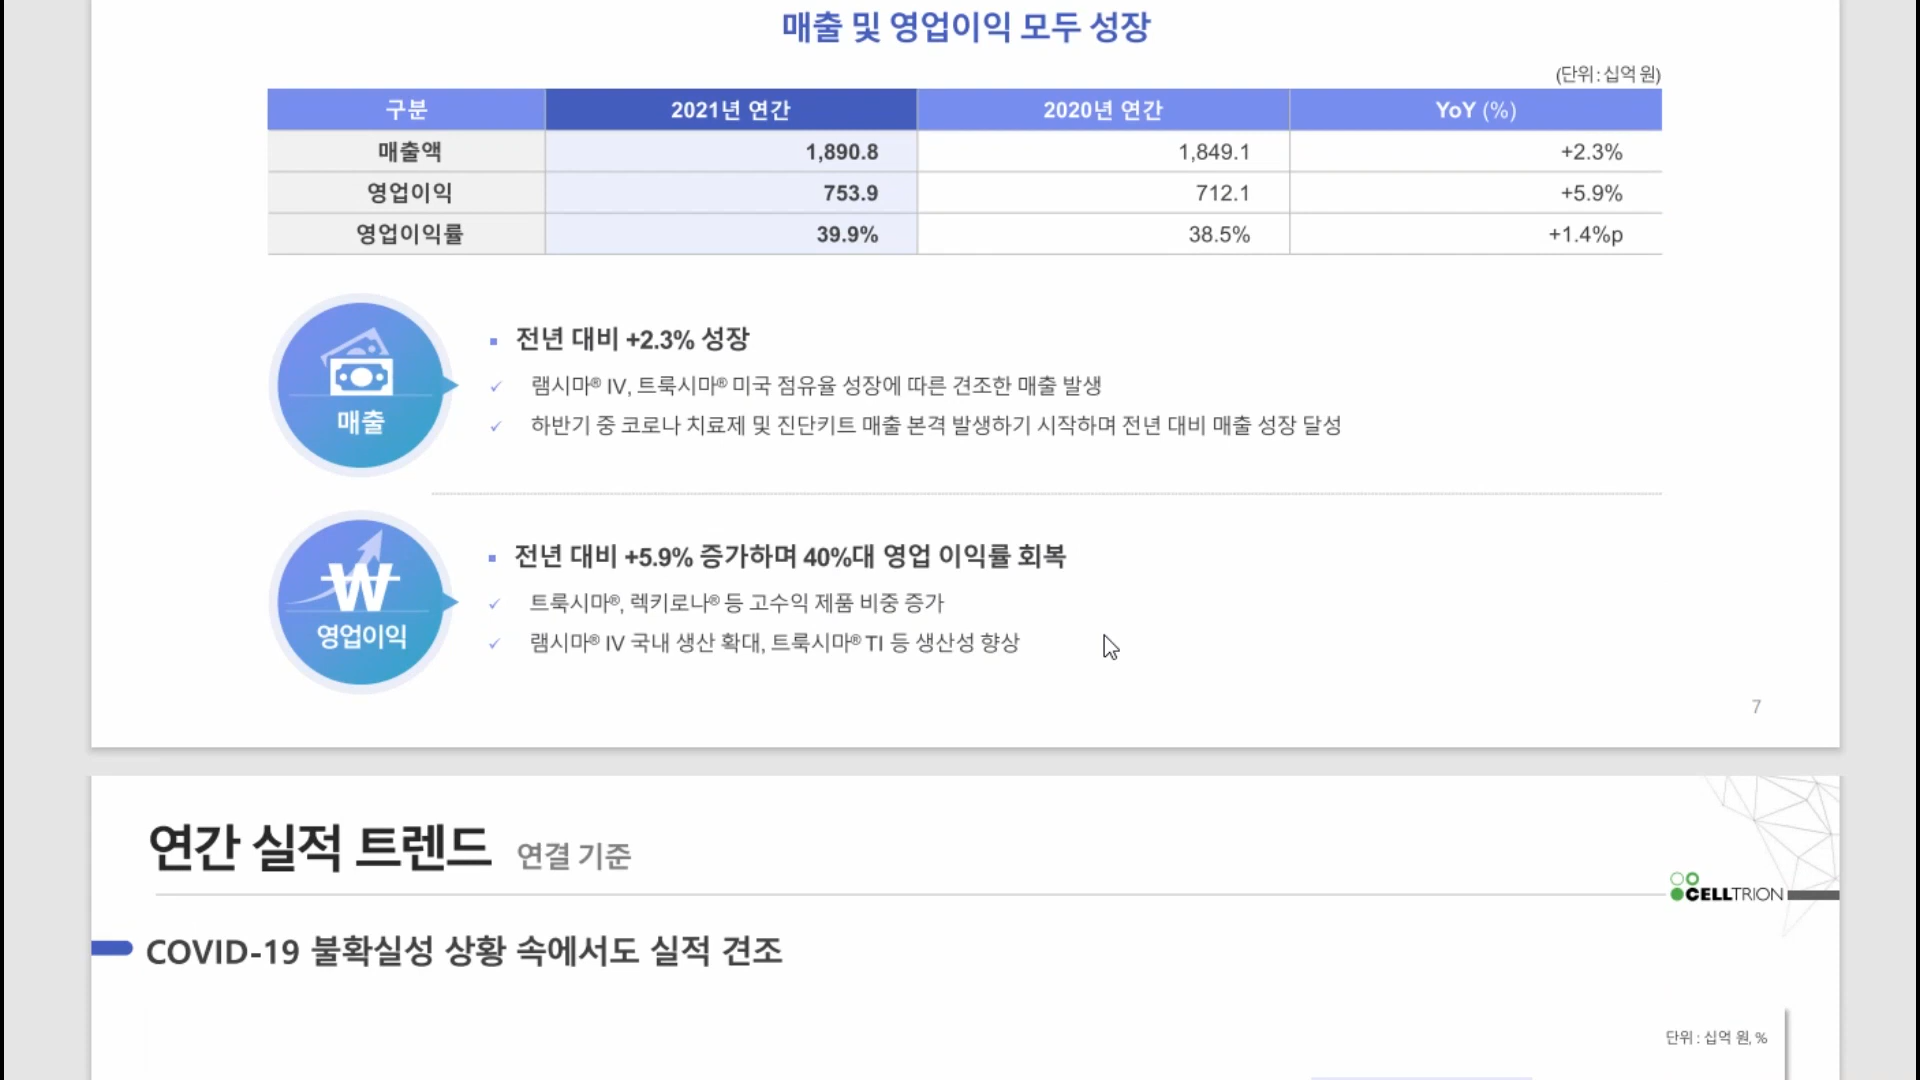 매출 및 영업이익 모두 성장
(단위 : 십억 원)
구분 2021년 연간 2020년 연간 YoY (%)
매출액 1,890.8 1,849.1 +2.3%
영업이익 753.9 712.1 +5.9%
영업이익률 39.9% 38.5% +1.4%p
매출
전년 대비 +2.3% 성장
램시마® IV, 트룩시마® 미국 점유율 성장에 따른 견조한 매출 발생
하반기 중 코로나 치료제 및 진단키트 매출 본격 발생하기 시작하며 전년 대비 매출 성장 달성
W
영업이익
전년 대비 +5.9% 증가하며 40%대 영업 이익률 회복
트룩시마®, 렉키로나® 등 고수익 제품 비중 증가
램시마® IV 국내 생산 확대, 트룩시마® TI 등 생산성 향상
7
연간 실적 트렌드 연결 기준
CELLTRION
COVID-19 불확실성 상황 속에서도 실적 견조
단위 : 십억 원, %